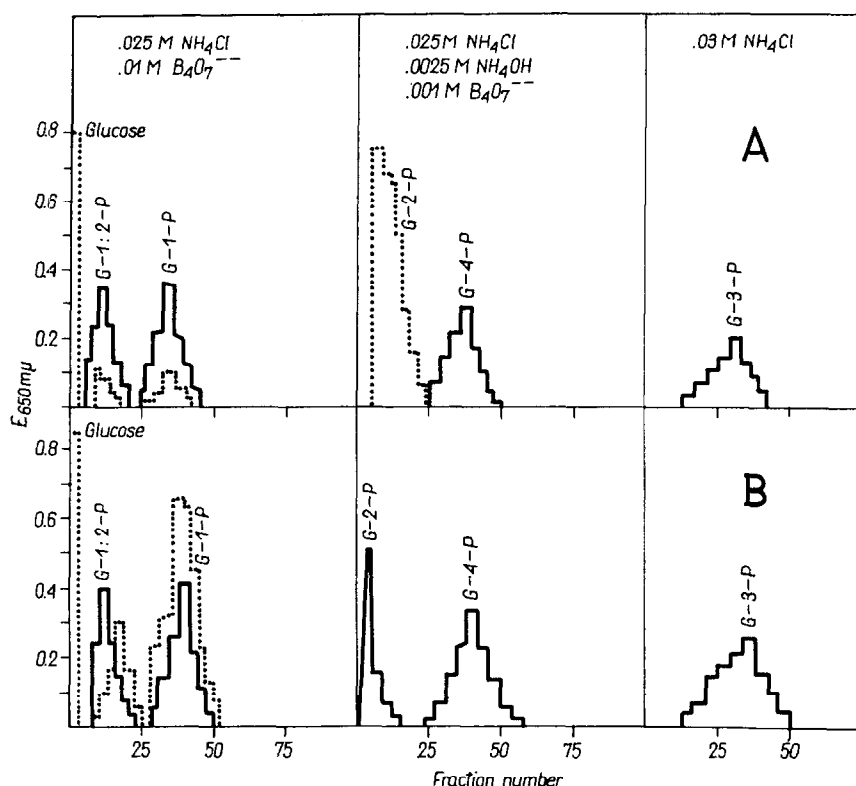 .025 M NH₄Cl
.01 M B₄O₇⁻⁻
.025 M NH₄Cl
.0025 M NH₄OH
.001 M B₄O₇⁻⁻
.09 M NH₄Cl
0.8
0.6
0.4
0.2
Glucose
G-1:2-P
G-1-P
G-2-P
G-4-P
G-3-P
A
E650mμ
0.8
0.6
0.4
0.2
Glucose
G-1:2-P
G-1-P
G-2-P
G-4-P
G-3-P
B
25 50 75
25 75
25 50
Fraction number